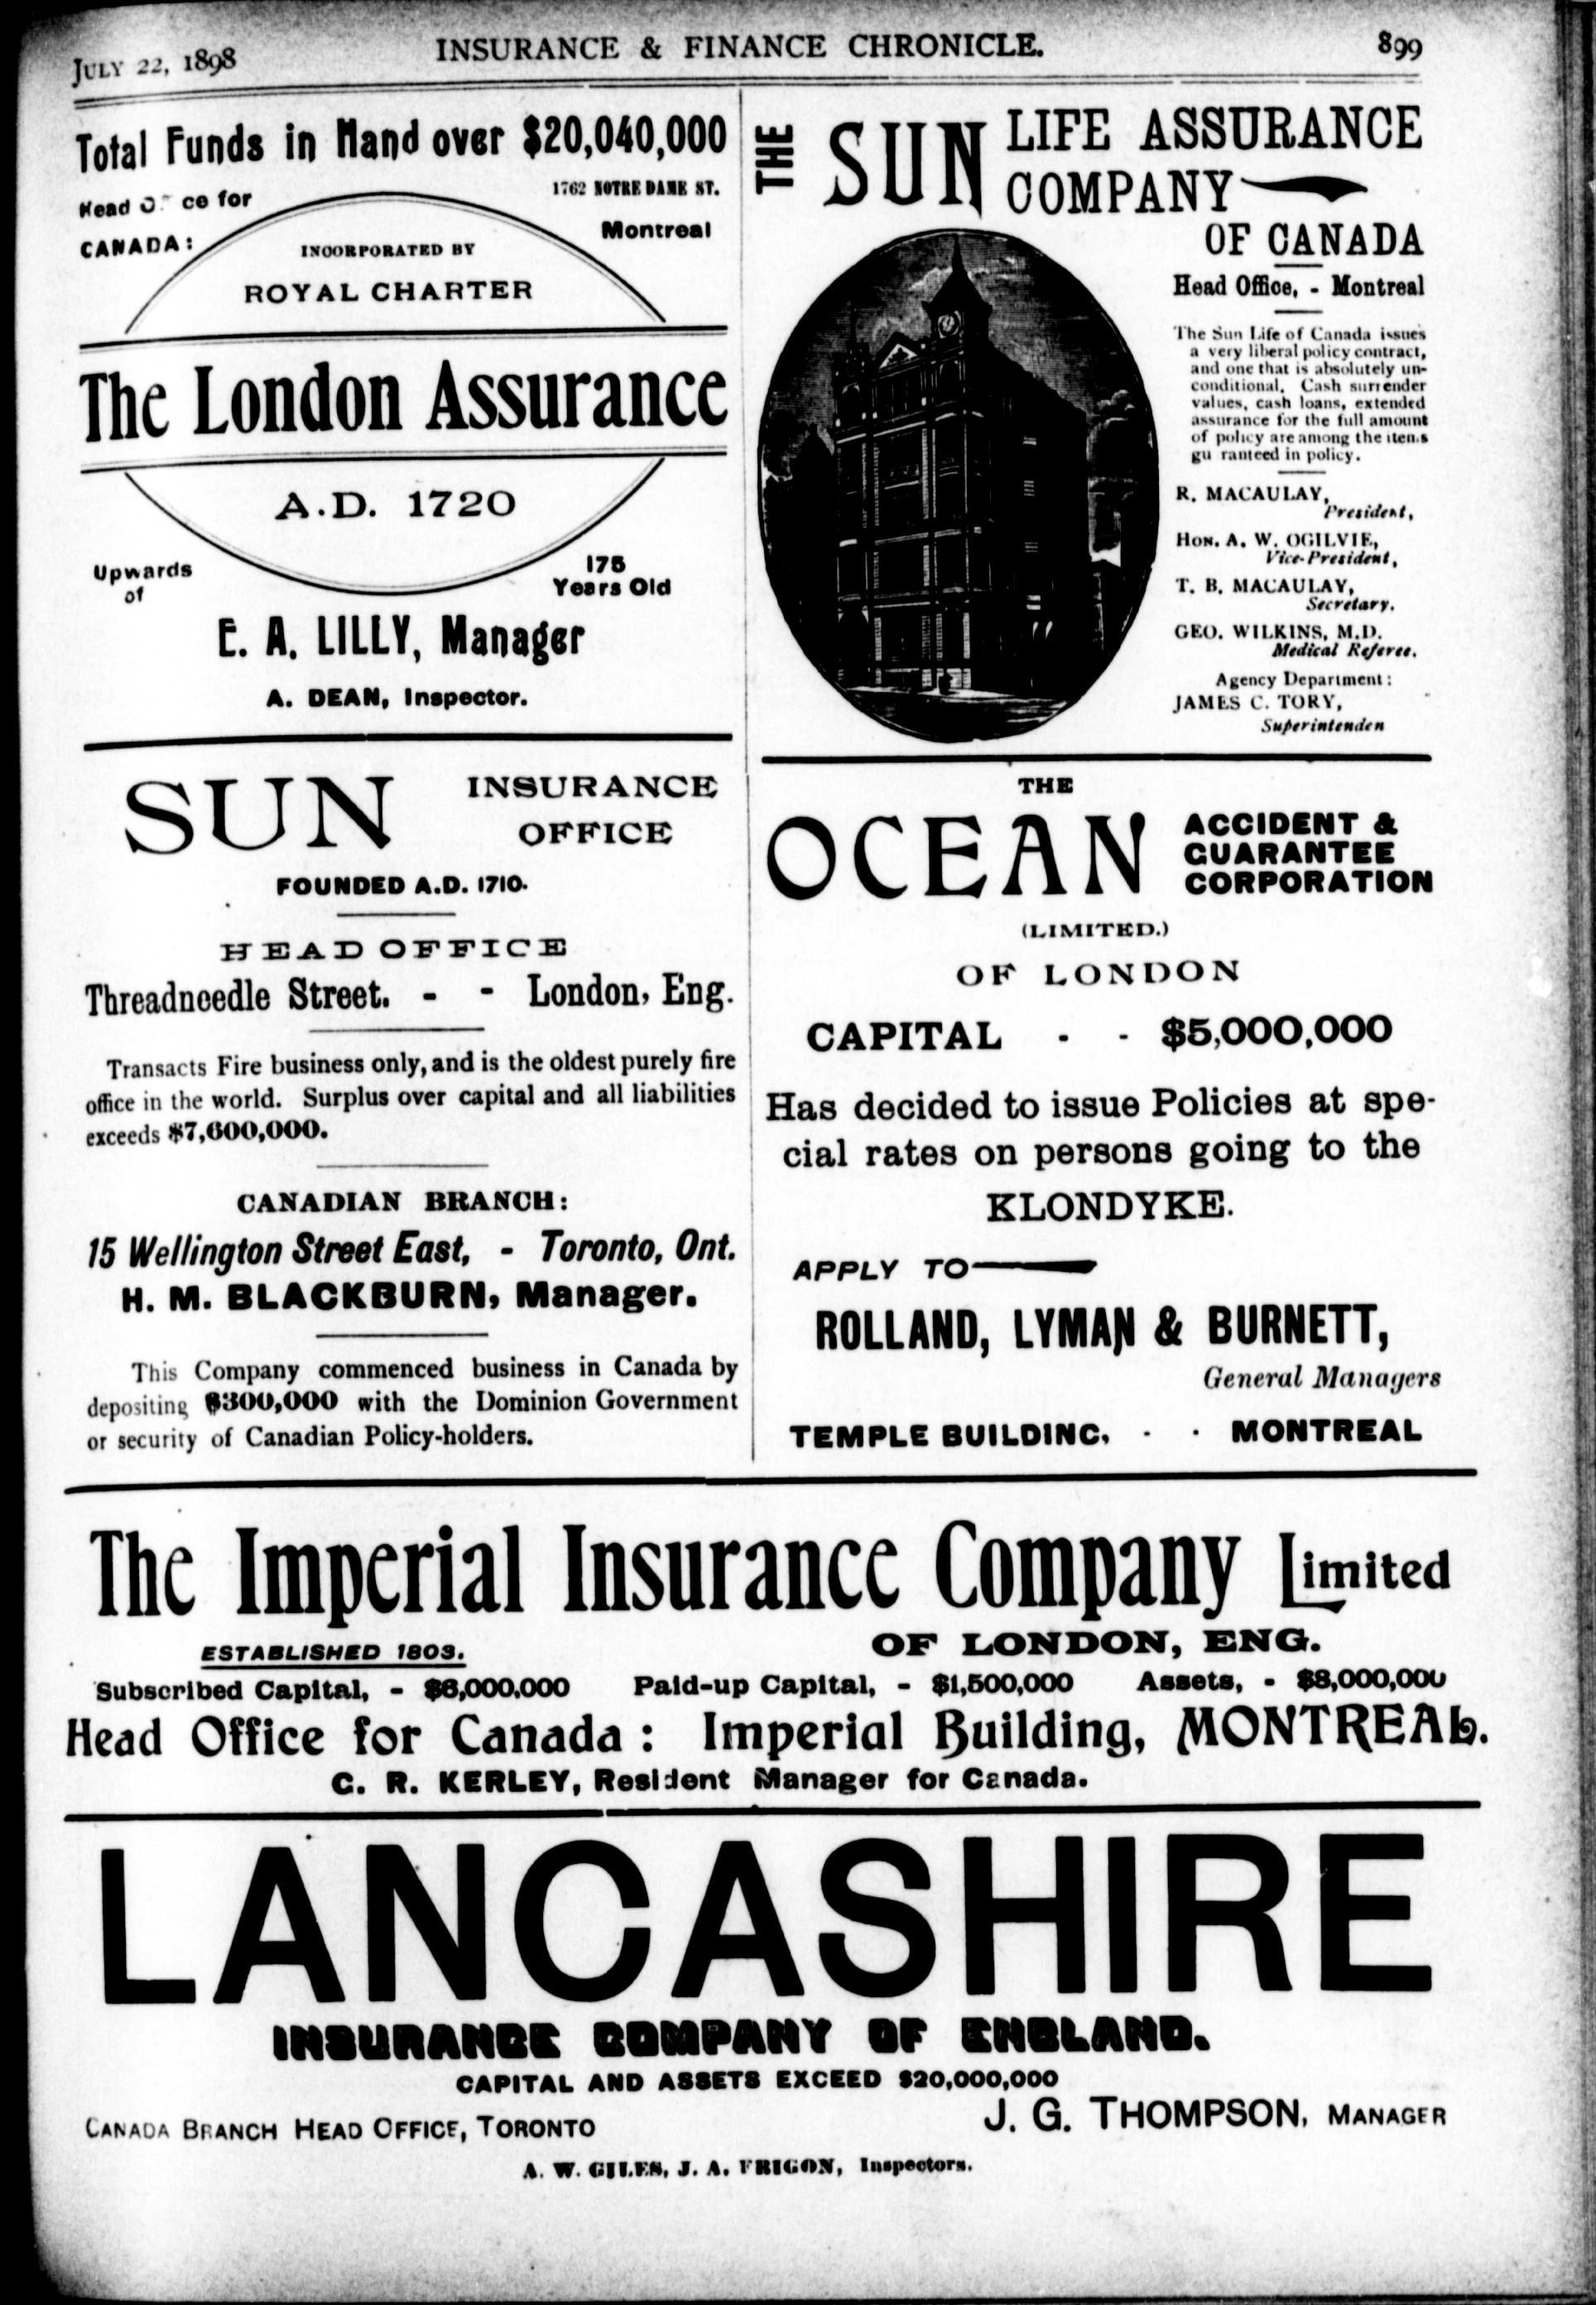 JULY 22, 1898
INSURANCE & FINANCE CHRONICLE.
899
Total Funds in Hand over $20,040,000
Head O ce for
CANADA:
1762 NOTRE DAME ST.
Montreal
INCORPORATED BY
ROYAL CHARTER
The London Assurance
A.D. 1720
Upwards
of
175
Years Old
E. A. LILLY, Manager
A. DEAN, Inspector.
THE SUN LIFE ASSURANCE
COMPANY
OF CANADA
Head Office, - Montreal
The Sun Life of Canada issues
a very liberal policy contract,
and one that is absolutely un-
conditional. Cash surrender
values, cash loans, extended
assurance for the full amount
of policy are among the items
gu ranteed in policy.
R. MACAULAY,
President,
HON. A. W. OGILVIE,
Vice-President,
T. B. MACAULAY,
Secretary.
GEO. WILKINS, M.D.
Medical Referee.
Agency Department:
JAMES C. TORY,
Superintenden
SUN INSURANCE
OFFICE
FOUNDED A.D. 1710.
HEAD OFFICE
Threadneedle Street. - - London, Eng.
Transacts Fire business only, and is the oldest purely fire
office in the world. Surplus over capital and all liabilities
exceeds $7,000,000.
CANADIAN BRANCH:
15 Wellington Street East, - Toronto, Ont.
H. M. BLACKBURN, Manager.
This Company commenced business in Canada by
depositing $300,000 with the Dominion Government
or security of Canadian Policy-holders.
THE
OCEAN ACCIDENT &
GUARANTEE
CORPORATION
(LIMITED.)
OF LONDON
CAPITAL - - $5,000,000
Has decided to issue Policies at spe-
cial rates on persons going to the
KLONDYKE.
APPLY TO
ROLLAND, LYMAN & BURNETT,
General Managers
TEMPLE BUILDING, - - MONTREAL
The Imperial Insurance Company Limited
ESTABLISHED 1803.
OF LONDON, ENG.
Subscribed Capital, - $6,000,000 Paid-up Capital, - $1,500,000 Assets, - $8,000,000
Head Office for Canada: Imperial Building, MONTREAL.
C. R. KERLEY, Resident Manager for Canada.
LANCASHIRE
INSURANCE COMPANY OF ENGLAND.
CAPITAL AND ASSETS EXCEED $20,000,000
CANADA BRANCH HEAD OFFICE, TORONTO
J. G. THOMPSON, MANAGER
A. W. GILES, J. A. FRIGON, Inspectors.